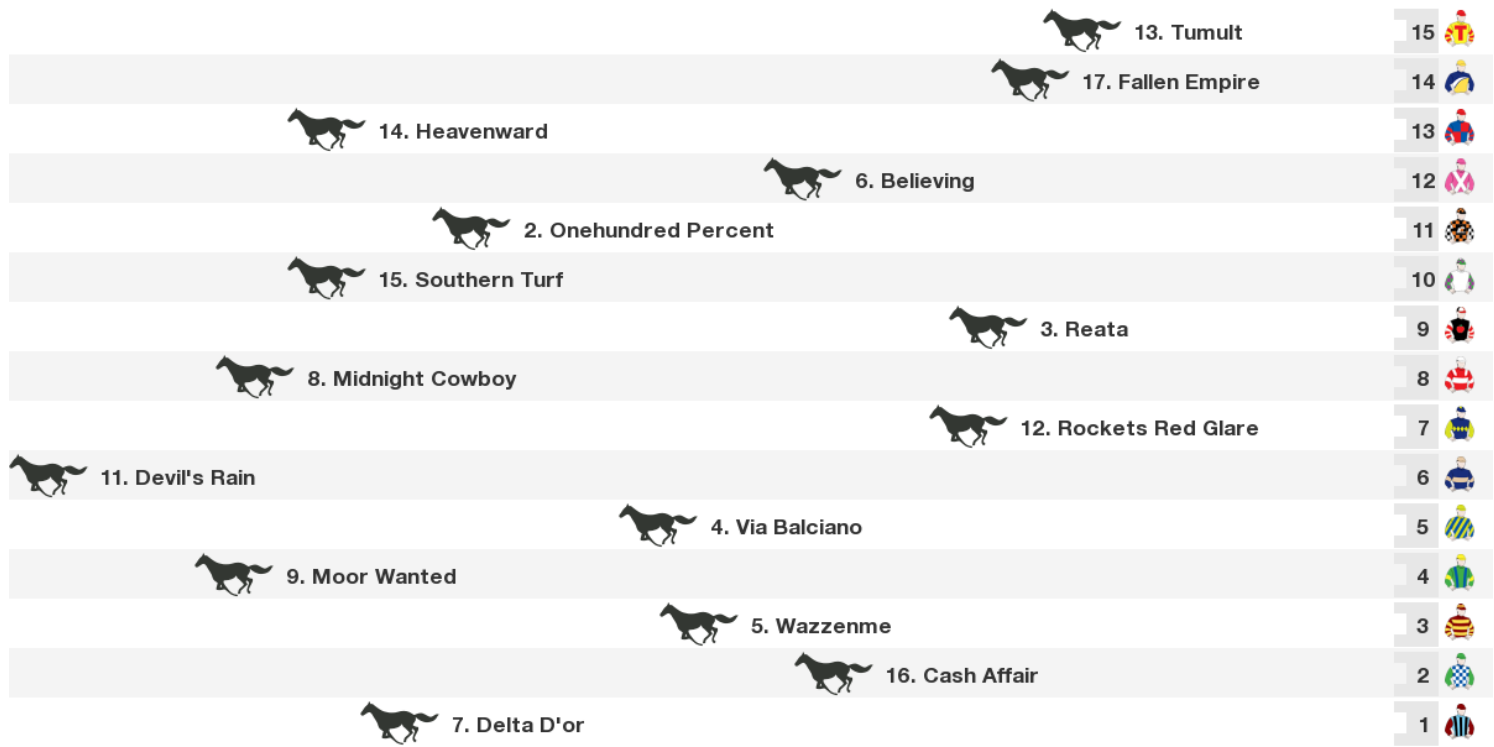 13. Tumult 15
17. Fallen Empire 14
14. Heavenward 13
6. Believing 12
2. Onehundred Percent 11
15. Southern Turf 10
3. Reata 9
8. Midnight Cowboy 8
12. Rockets Red Glare 7
11. Devil's Rain 6
4. Via Balciano 5
9. Moor Wanted 4
5. Wazzenme 3
16. Cash Affair 2
7. Delta D'or 1